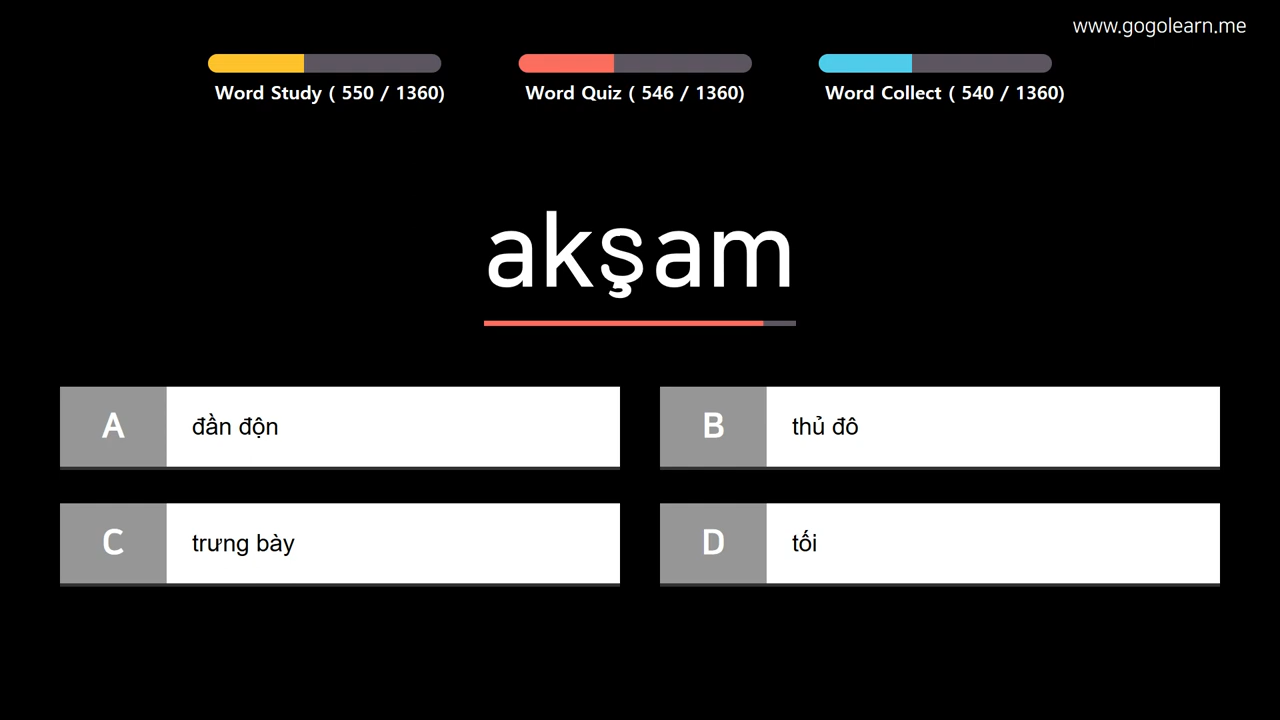 www.gogolearn.me
Word Study ( 550 / 1360)
Word Quiz ( 546 / 1360)
Word Collect ( 540 / 1360)
akşam
A
đần độn
B
thủ đô
C
trưng bày
D
tối